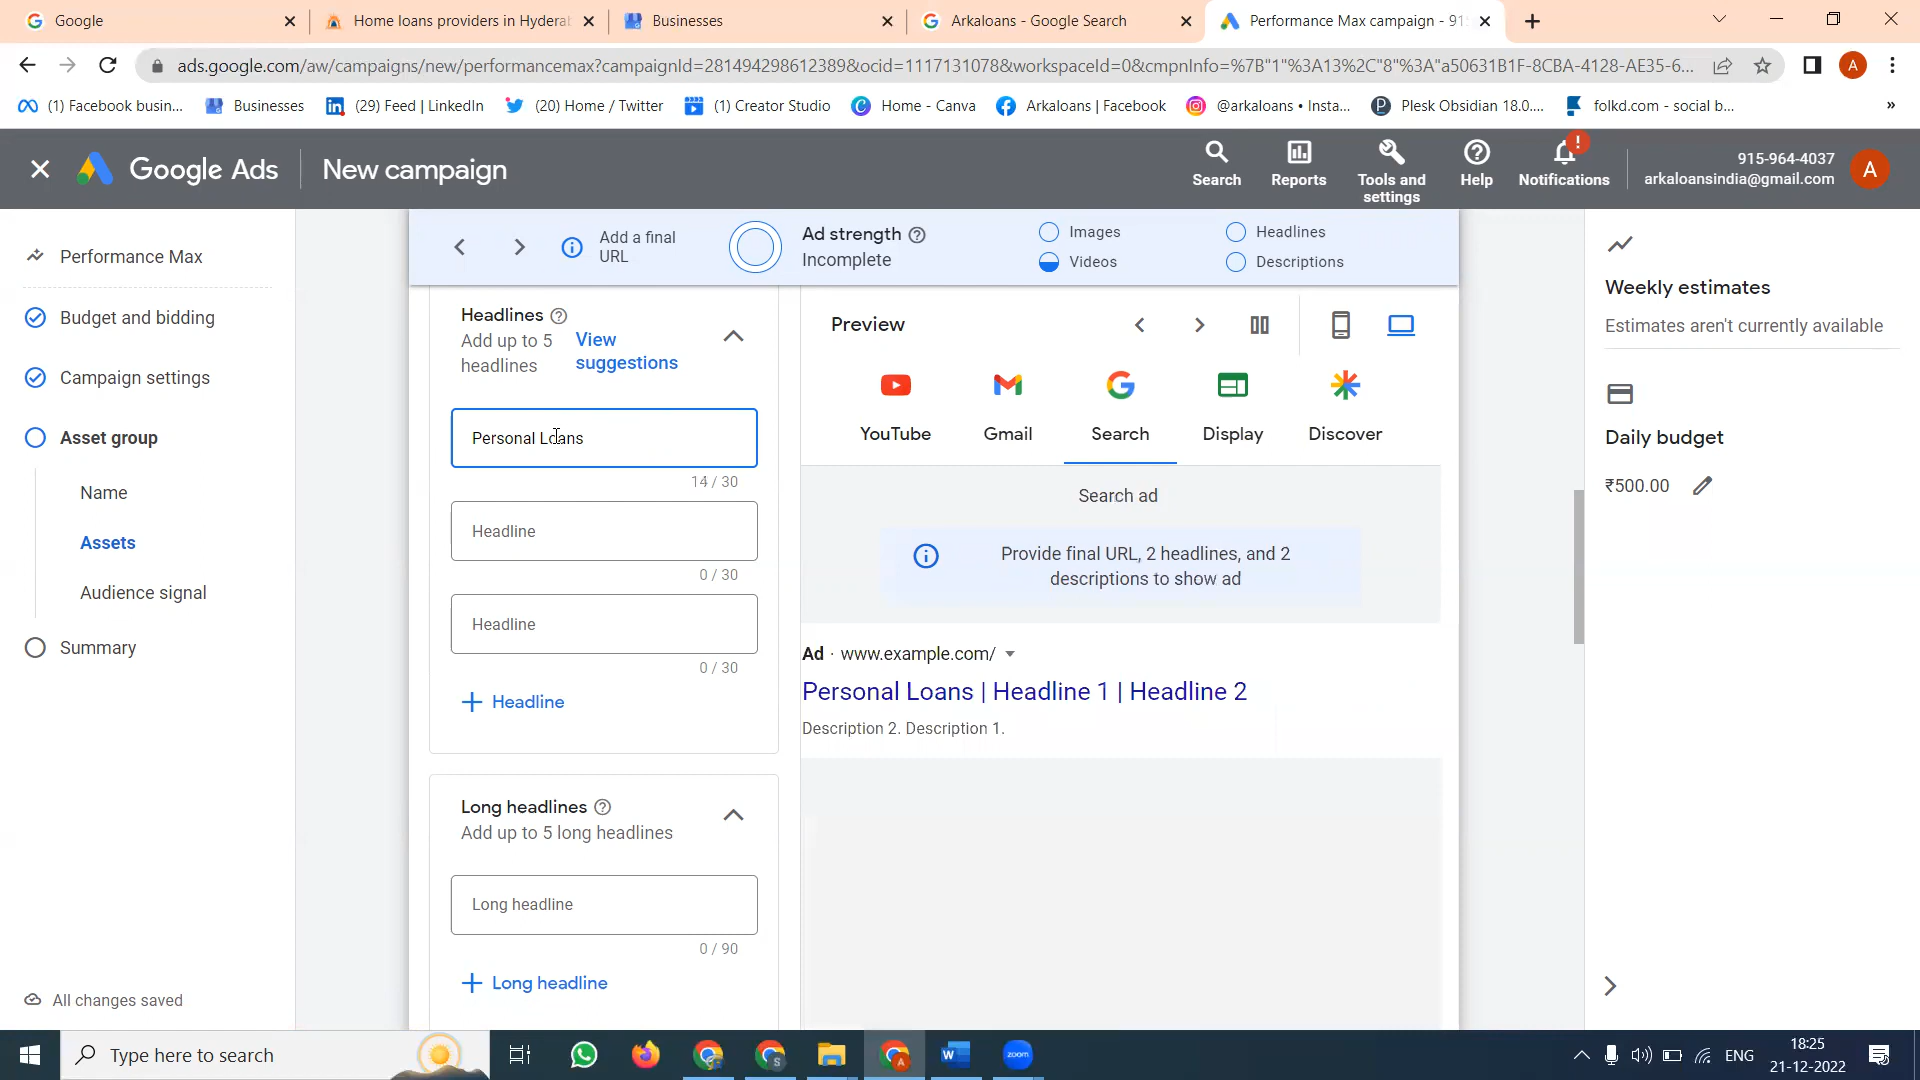 Google
Home loans providers in Hyderab
Businesses
Arkaloans - Google Search
Performance Max campaign - 91
ads.google.com/aw/campaigns/new/performancemax?campaignId=281494298612389&ocid=1117131078&workspaceId=0&cmpnInfo=%7B"1"%3A13%2C"8"%3A"a50631B1F-8CBA-4128-AE35-6...
A
(1) Facebook busin...
Businesses
(29) Feed | LinkedIn
(20) Home / Twitter
(1) Creator Studio
Home - Canva
Arkaloans | Facebook
@arkaloans • Insta...
Plesk Obsidian 18.0....
folkd.com - social b...
»
Google Ads
New campaign
Search
Reports
Tools and
settings
Help
Notifications
915-964-4037
arkaloansindia@gmail.com
A
Performance Max
Budget and bidding
Campaign settings
Asset group
Name
Assets
Audience signal
Summary
All changes saved
Add a final
URL
Ad strength
Incomplete
Images
Videos
Headlines
Descriptions
Headlines
Add up to 5
headlines
View
suggestions
Personal Loans
14 / 30
Headline
0 / 30
Headline
0 / 30
+ Headline
Long headlines
Add up to 5 long headlines
Long headline
0 / 90
+ Long headline
Preview
YouTube
Gmail
Search
Display
Discover
Search ad
Provide final URL, 2 headlines, and 2
descriptions to show ad
Ad · www.example.com/
Personal Loans | Headline 1 | Headline 2
Description 2. Description 1.
Weekly estimates
Estimates aren't currently available
Daily budget
₹500.00
Type here to search
ENG
18:25
21-12-2022